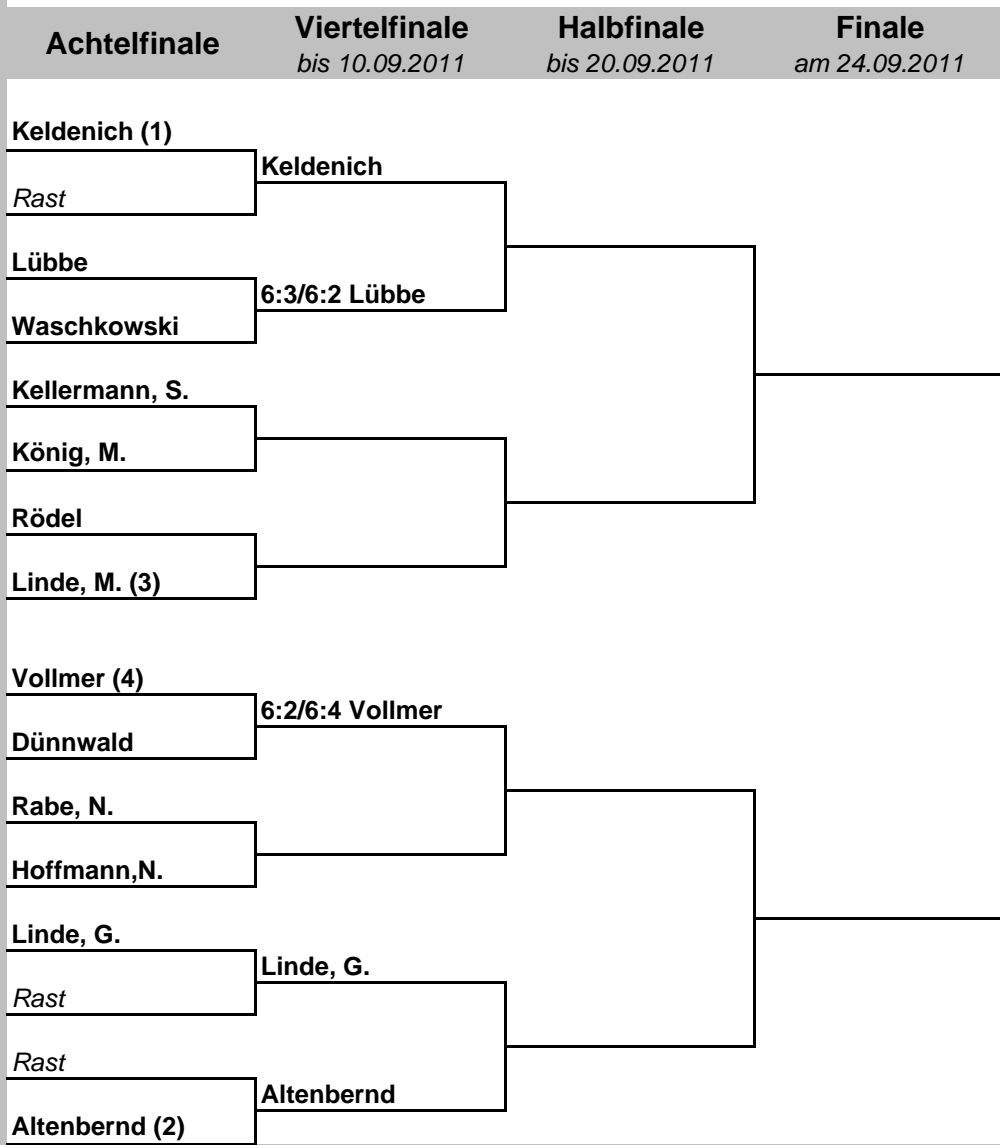 Achtelfinale
Viertelfinale
bis 10.09.2011
Halbfinale
bis 20.09.2011
Finale
am 24.09.2011
Keldenich (1)
Keldenich
Rast
Lübbe
6:3/6:2 Lübbe
Waschkowski
Kellermann, S.
König, M.
Rödel
Linde, M. (3)
Vollmer (4)
6:2/6:4 Vollmer
Dünnwald
Rabe, N.
Hoffmann,N.
Linde, G.
Linde, G.
Rast
Rast
Altenbernd
Altenbernd (2)